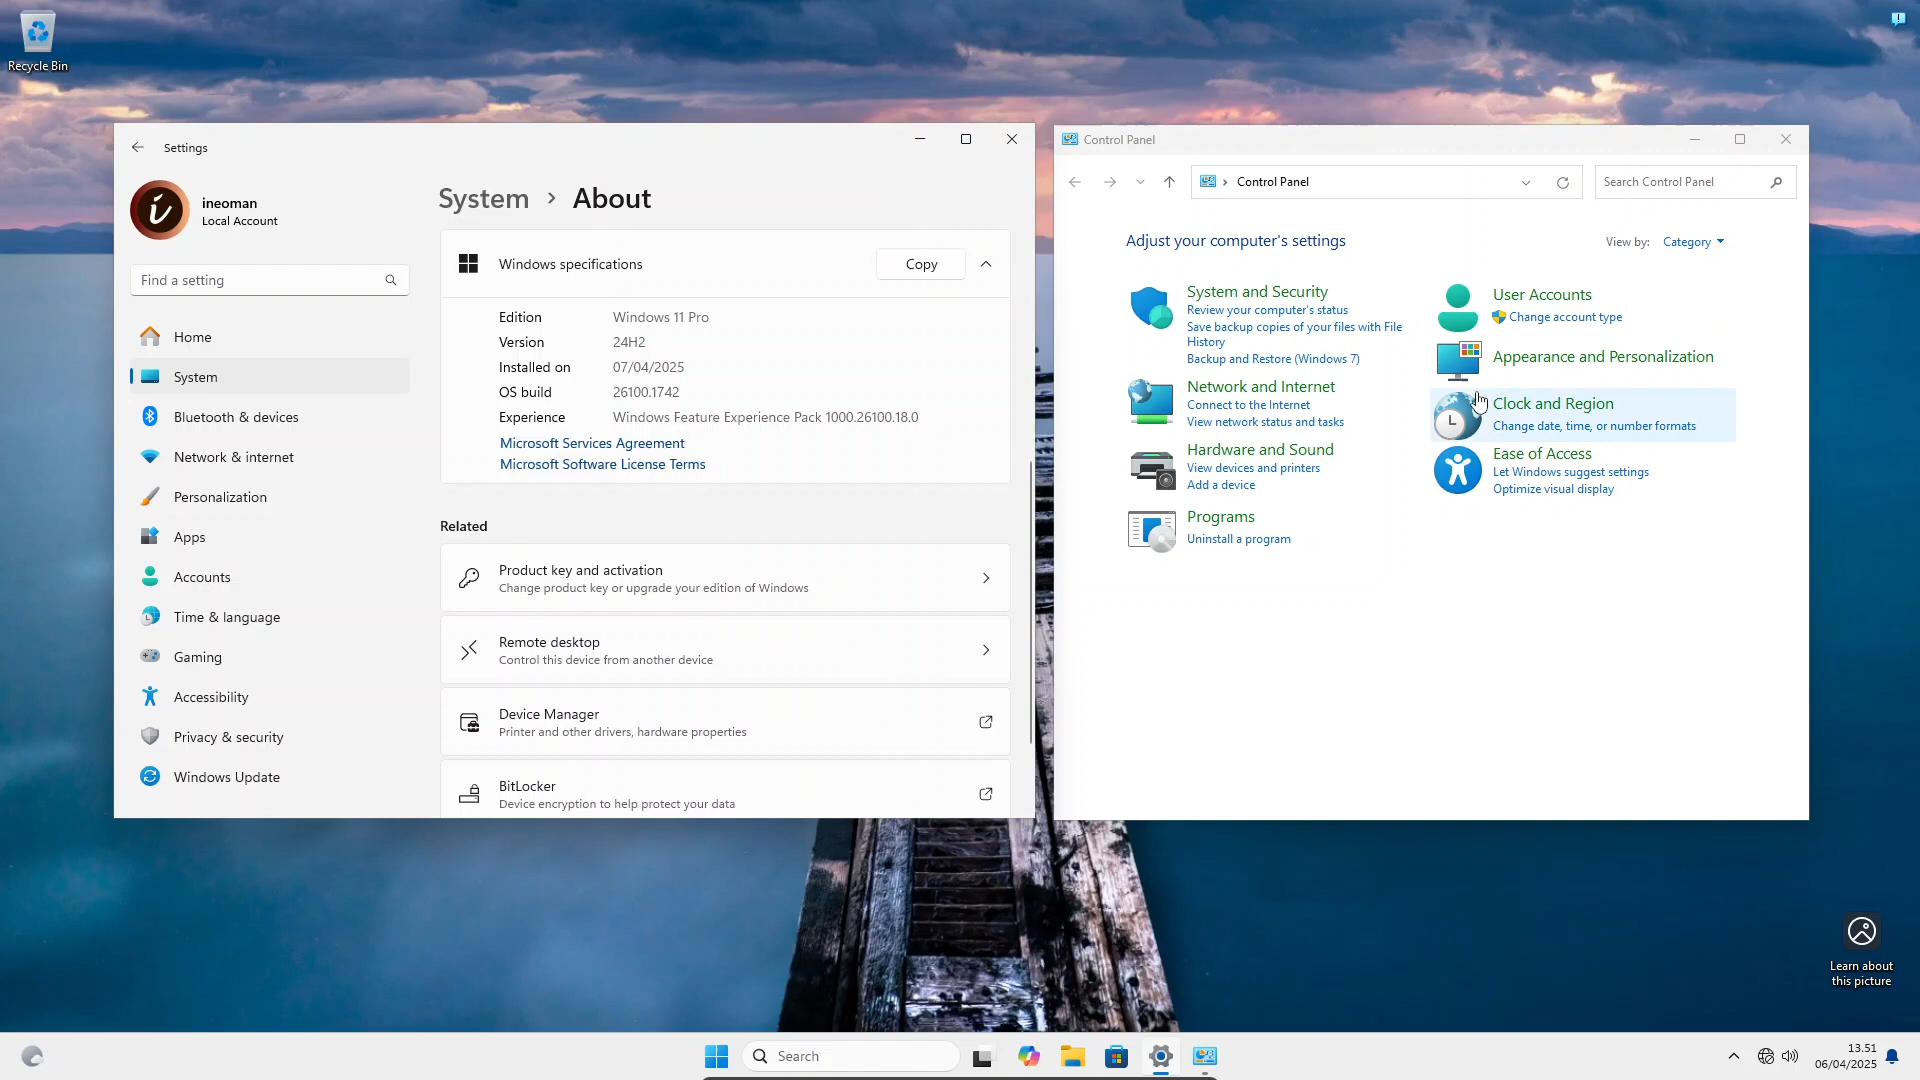 Recycle Bin
Settings
ineoman
Local Account
Find a setting
Home
System
Bluetooth & devices
Network & internet
Personalization
Apps
Accounts
Time & language
Gaming
Accessibility
Privacy & security
Windows Update
System › About
Windows specifications
Copy
Edition Windows 11 Pro
Version 24H2
Installed on 07/04/2025
OS build 26100.1742
Experience Windows Feature Experience Pack 1000.26100.18.0
Microsoft Services Agreement
Microsoft Software License Terms
Related
Product key and activation
Change product key or upgrade your edition of Windows
Remote desktop
Control this device from another device
Device Manager
Printer and other drivers, hardware properties
BitLocker
Device encryption to help protect your data
Control Panel
Control Panel
Search Control Panel
Adjust your computer's settings
View by: Category
System and Security
Review your computer's status
Save backup copies of your files with File
History
Backup and Restore (Windows 7)
Network and Internet
Connect to the Internet
View network status and tasks
Hardware and Sound
View devices and printers
Add a device
Programs
Uninstall a program
User Accounts
Change account type
Appearance and Personalization
Clock and Region
Change date, time, or number formats
Ease of Access
Let Windows suggest settings
Optimize visual display
Learn about
this picture
Search
13.51
06/04/2025